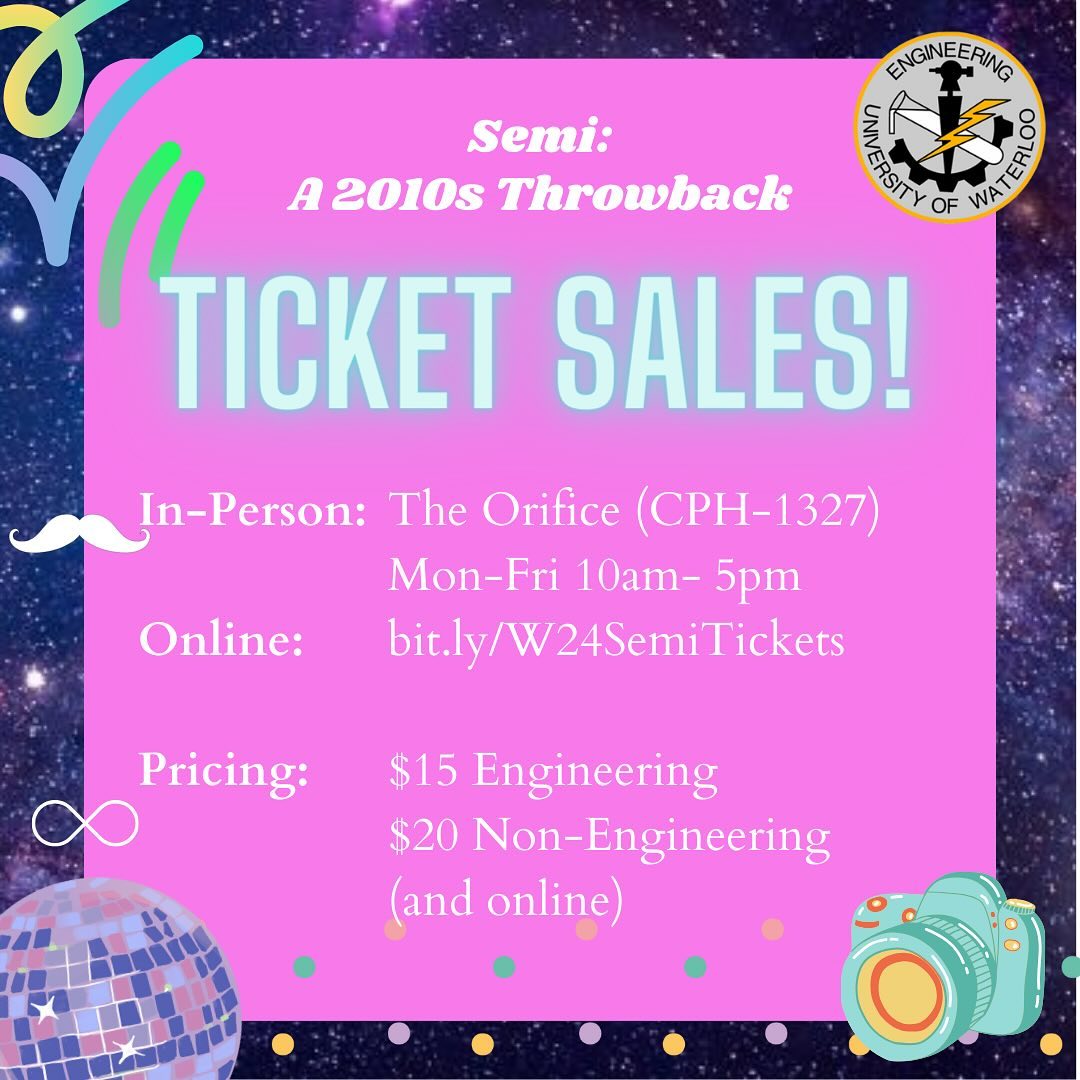 ENGINEERING
UNIVERSITY OF WATERLOO
Semi:
A 2010s Throwback
TICKET SALES!
In-Person: The Orifice (CPH-1327)
Mon-Fri 10am- 5pm
Online: bit.ly/W24SemiTickets
Pricing: $15 Engineering
$20 Non-Engineering
(and online)